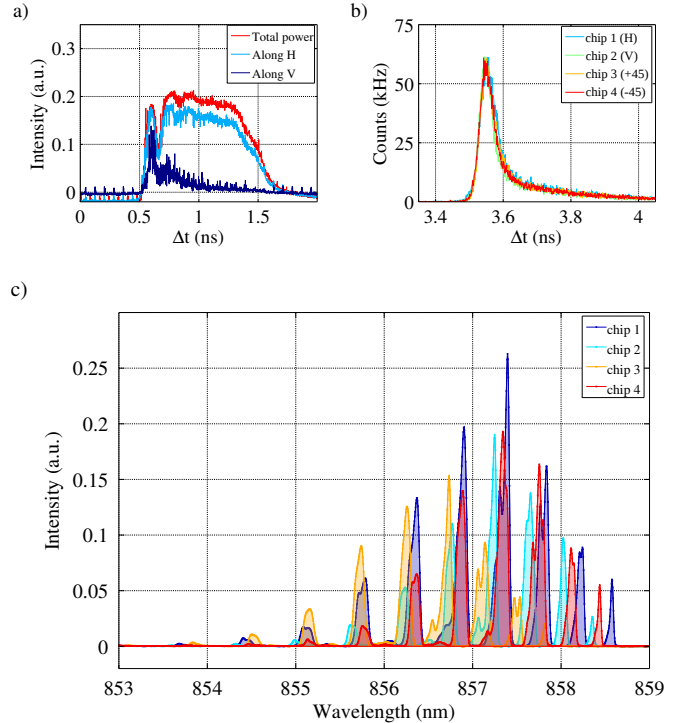 a)
Total power
Along H
Along V
0.3
0.2
0.1
0
Intensity (a.u.)
0
0.5
1
1.5
Δt (ns)
b)
chip 1 (H)
chip 2 (V)
chip 3 (+45)
chip 4 (-45)
75
50
25
0
Counts (kHz)
3.4
3.6
3.8
4
Δt (ns)
c)
chip 1
chip 2
chip 3
chip 4
0.25
0.2
0.15
0.1
0.05
0
Intensity (a.u.)
853
854
855
856
857
858
859
Wavelength (nm)